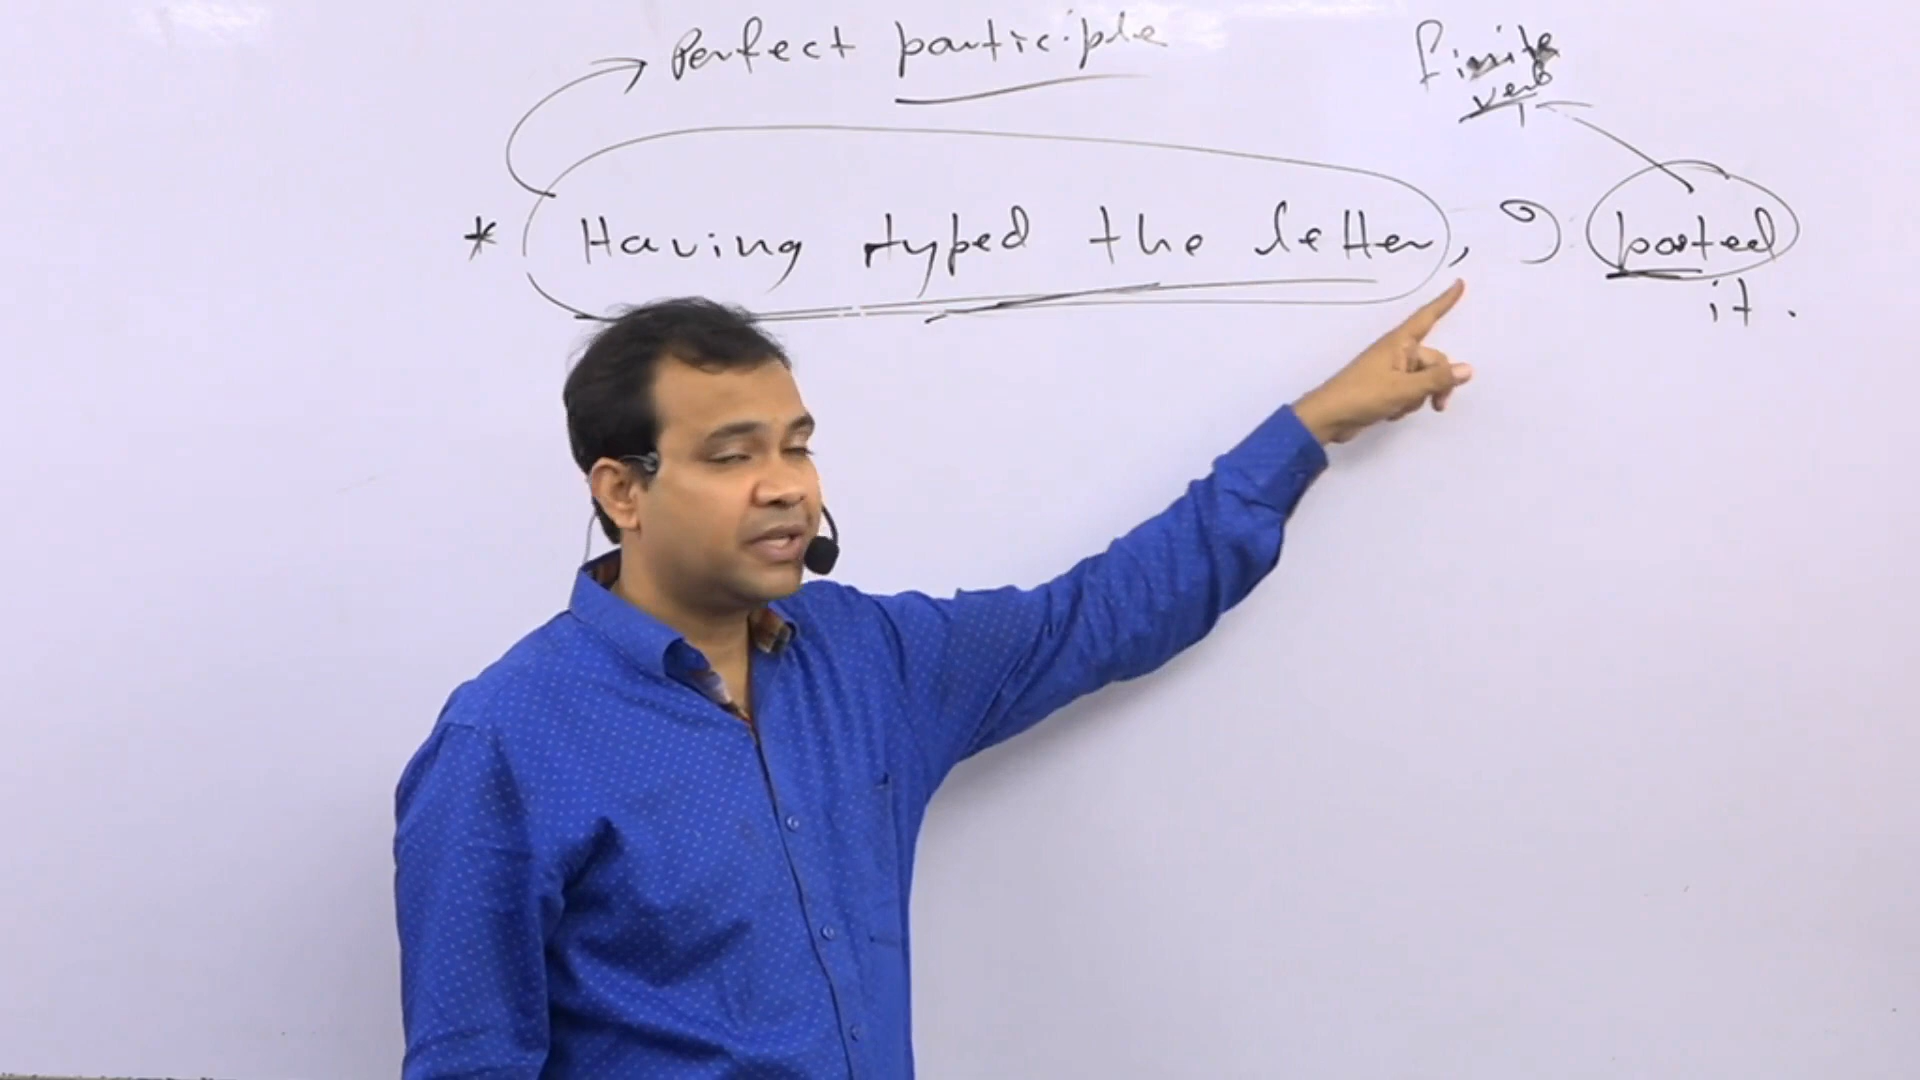 Perfect participle
finite
verb
* Having typed the letter, I posted
it.